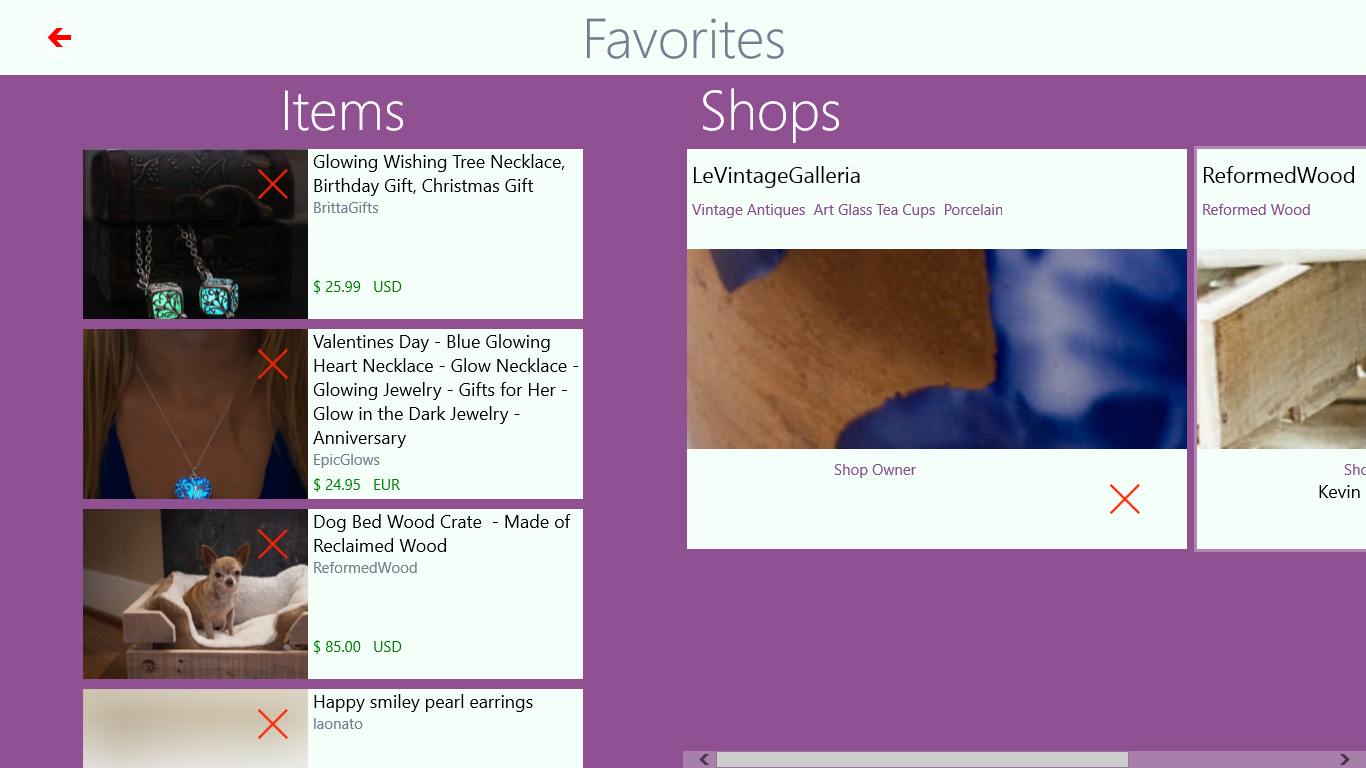 Favorites
Items
Glowing Wishing Tree Necklace,
Birthday Gift, Christmas Gift
BrittaGifts
$ 25.99 USD
Valentines Day - Blue Glowing
Heart Necklace - Glow Necklace -
Glowing Jewelry - Gifts for Her -
Glow in the Dark Jewelry -
Anniversary
EpicGlows
$ 24.95 EUR
Dog Bed Wood Crate - Made of
Reclaimed Wood
ReformedWood
$ 85.00 USD
Happy smiley pearl earrings
laonato
Shops
LeVintageGalleria
Vintage Antiques Art Glass Tea Cups Porcelain
Shop Owner
ReformedWood
Reformed Wood
Sho
Kevin